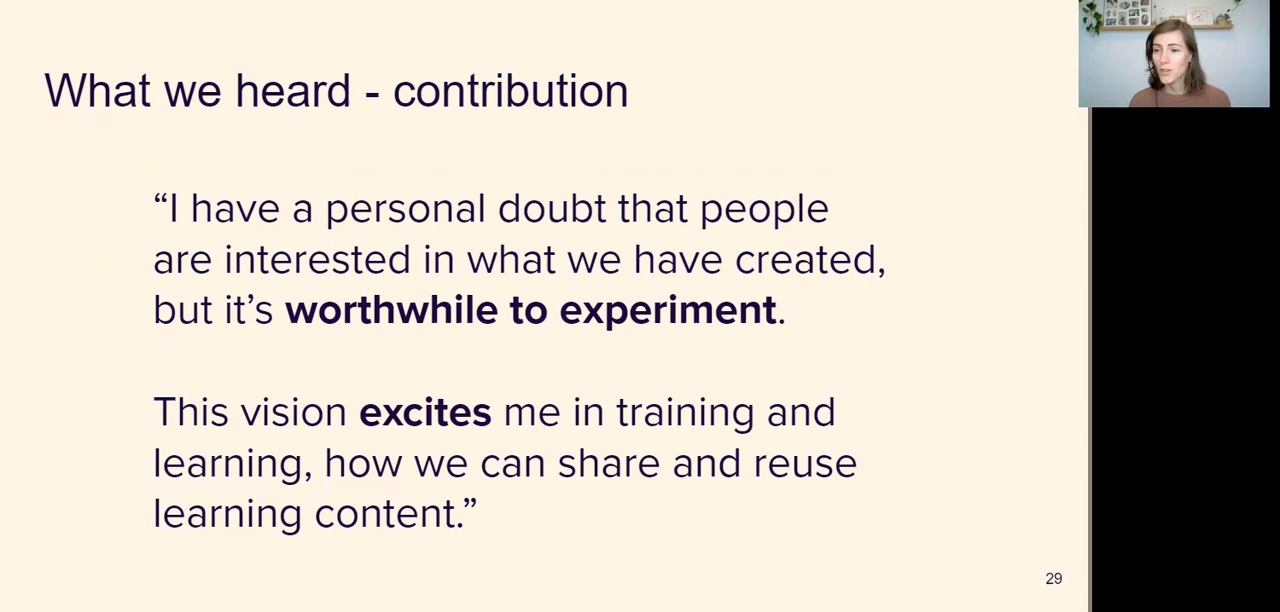 What we heard - contribution
“I have a personal doubt that people
are interested in what we have created,
but it’s worthwhile to experiment.
This vision excites me in training and
learning, how we can share and reuse
learning content.”
29